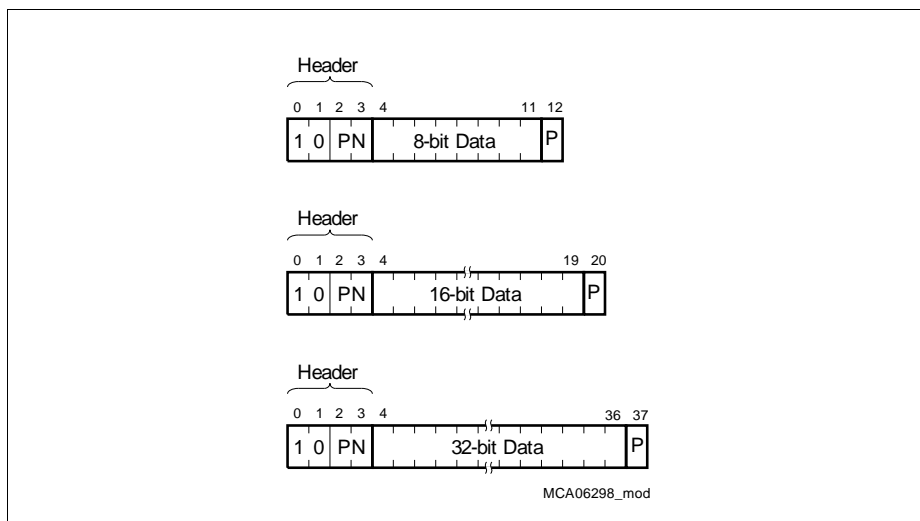 Header
0 1 2 3 4 11 12
1 0 PN 8-bit Data P
Header
0 1 2 3 4 19 20
1 0 PN 16-bit Data P
Header
0 1 2 3 4 36 37
1 0 PN 32-bit Data P
MCA06298_mod